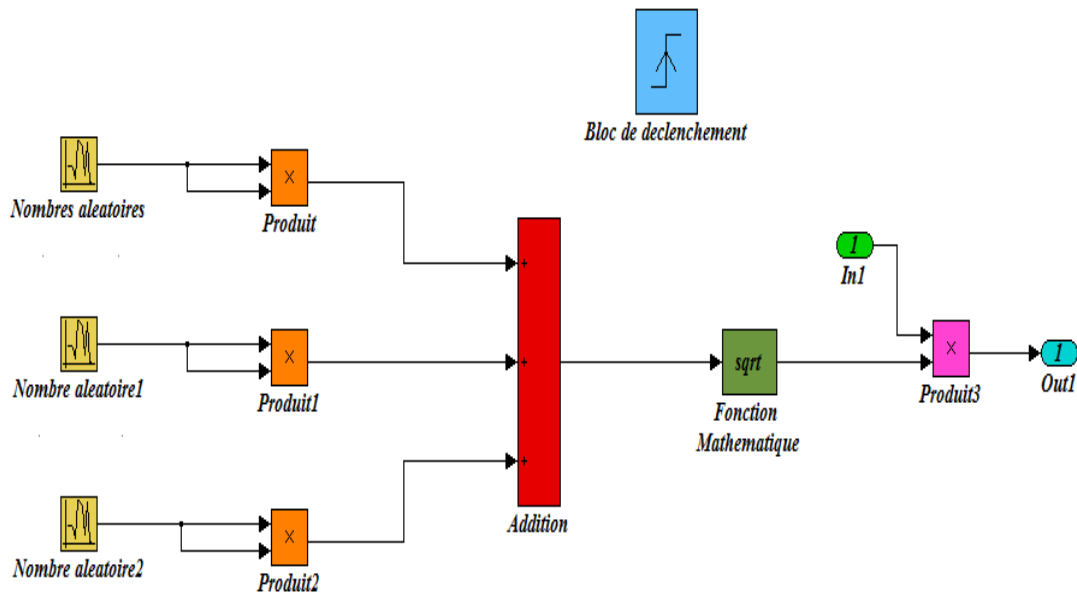 Bloc de declenchement
Nombres aleatoires
×
Produit
+
1
In1
Nombre aleatoire1
×
Produit1
+
sqrt
Fonction
Mathematique
×
Produit3
1
Out1
+
Addition
Nombre aleatoire2
×
Produit2